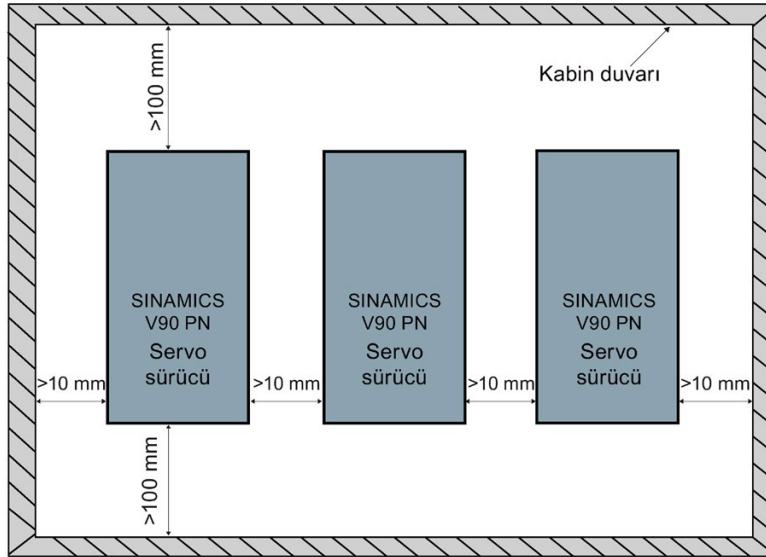 Kabin duvarı
>100 mm
SINAMICS
V90 PN
Servo
sürücü
SINAMICS
V90 PN
Servo
sürücü
SINAMICS
V90 PN
Servo
sürücü
>10 mm
>10 mm
>10 mm
>10 mm
>100 mm